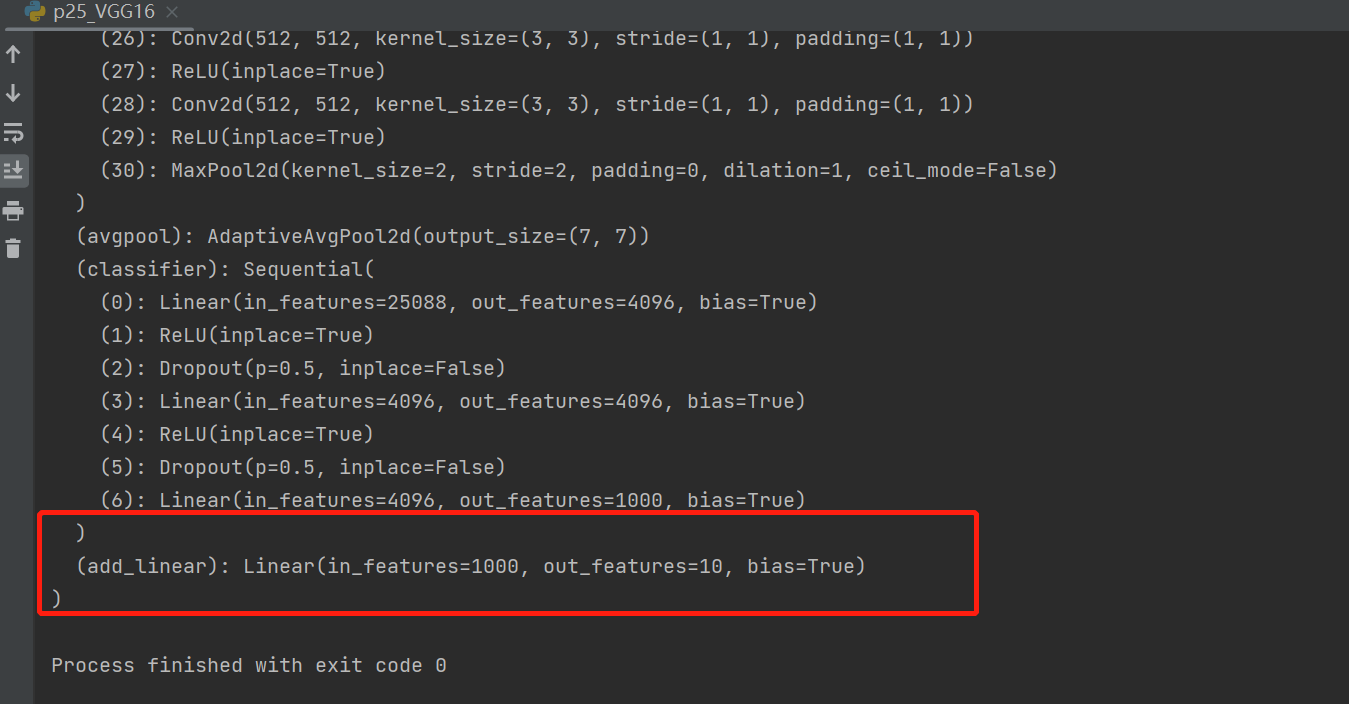 p25_VGG16
(26): Conv2d(512, 512, kernel_size=(3, 3), stride=(1, 1), padding=(1, 1))
(27): ReLU(inplace=True)
(28): Conv2d(512, 512, kernel_size=(3, 3), stride=(1, 1), padding=(1, 1))
(29): ReLU(inplace=True)
(30): MaxPool2d(kernel_size=2, stride=2, padding=0, dilation=1, ceil_mode=False)
)
(avgpool): AdaptiveAvgPool2d(output_size=(7, 7))
(classifier): Sequential(
(0): Linear(in_features=25088, out_features=4096, bias=True)
(1): ReLU(inplace=True)
(2): Dropout(p=0.5, inplace=False)
(3): Linear(in_features=4096, out_features=4096, bias=True)
(4): ReLU(inplace=True)
(5): Dropout(p=0.5, inplace=False)
(6): Linear(in_features=4096, out_features=1000, bias=True)
)
(add_linear): Linear(in_features=1000, out_features=10, bias=True)
)
Process finished with exit code 0